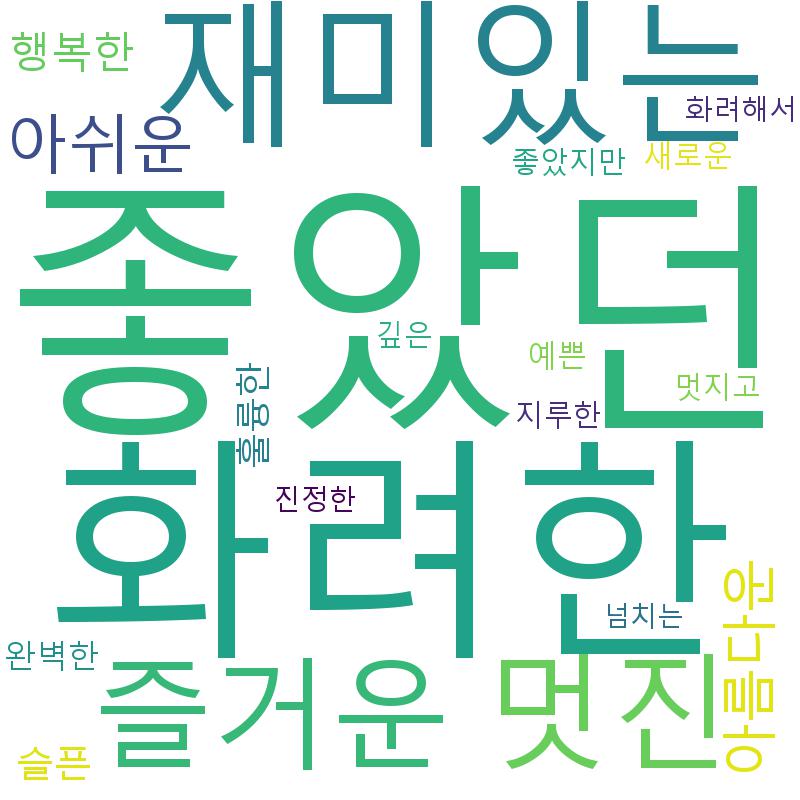 재미있는
행복한
화려해서
아쉬운
좋았지만
새로운
좋았던
깊은
예쁜
멋지고
훌륭한
지루한
화려한
진정한
아름다운
넘치는
완벽한
즐거운
멋진
슬픈